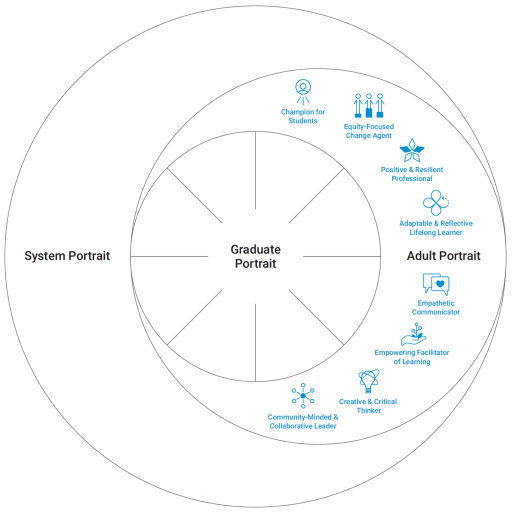 Champion for
Students
Equity-Focused
Change Agent
Positive & Resilient
Professional
Adaptable & Reflective
Lifelong Learner
System Portrait
Graduate
Portrait
Adult Portrait
Empathetic
Communicator
Empowering Facilitator
of Learning
Creative & Critical
Thinker
Community-Minded &
Collaborative Leader